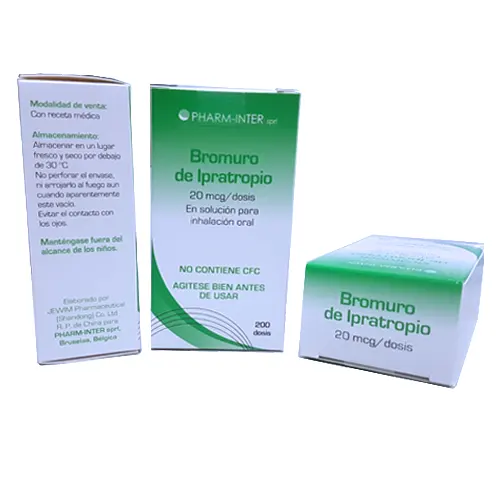 Modalidad de venta:
Con receta médica
Almacenamiento:
Almacenar en un lugar
fresco y seco por debajo
de 30 °C
No perforar el envase,
ni arrojarlo al fuego aun
cuando aparentemente
este vacío.
Evitar el contacto con
los ojos.
Manténgase fuera del
alcance de los niños.
Elaborado por
JEWIM Pharmaceutical
(Shandong) Co. Ltd
R. P. de China para
PHARM-INTER sprl,
Bruselas, Bélgica
PHARM-INTER sprl
Bromuro
de Ipratropio
20 mcg/dosis
En solución para
inhalación oral
NO CONTIENE CFC
AGITESE BIEN ANTES
DE USAR
200
dosis
Bromuro
de Ipratropio
20 mcg/dosis